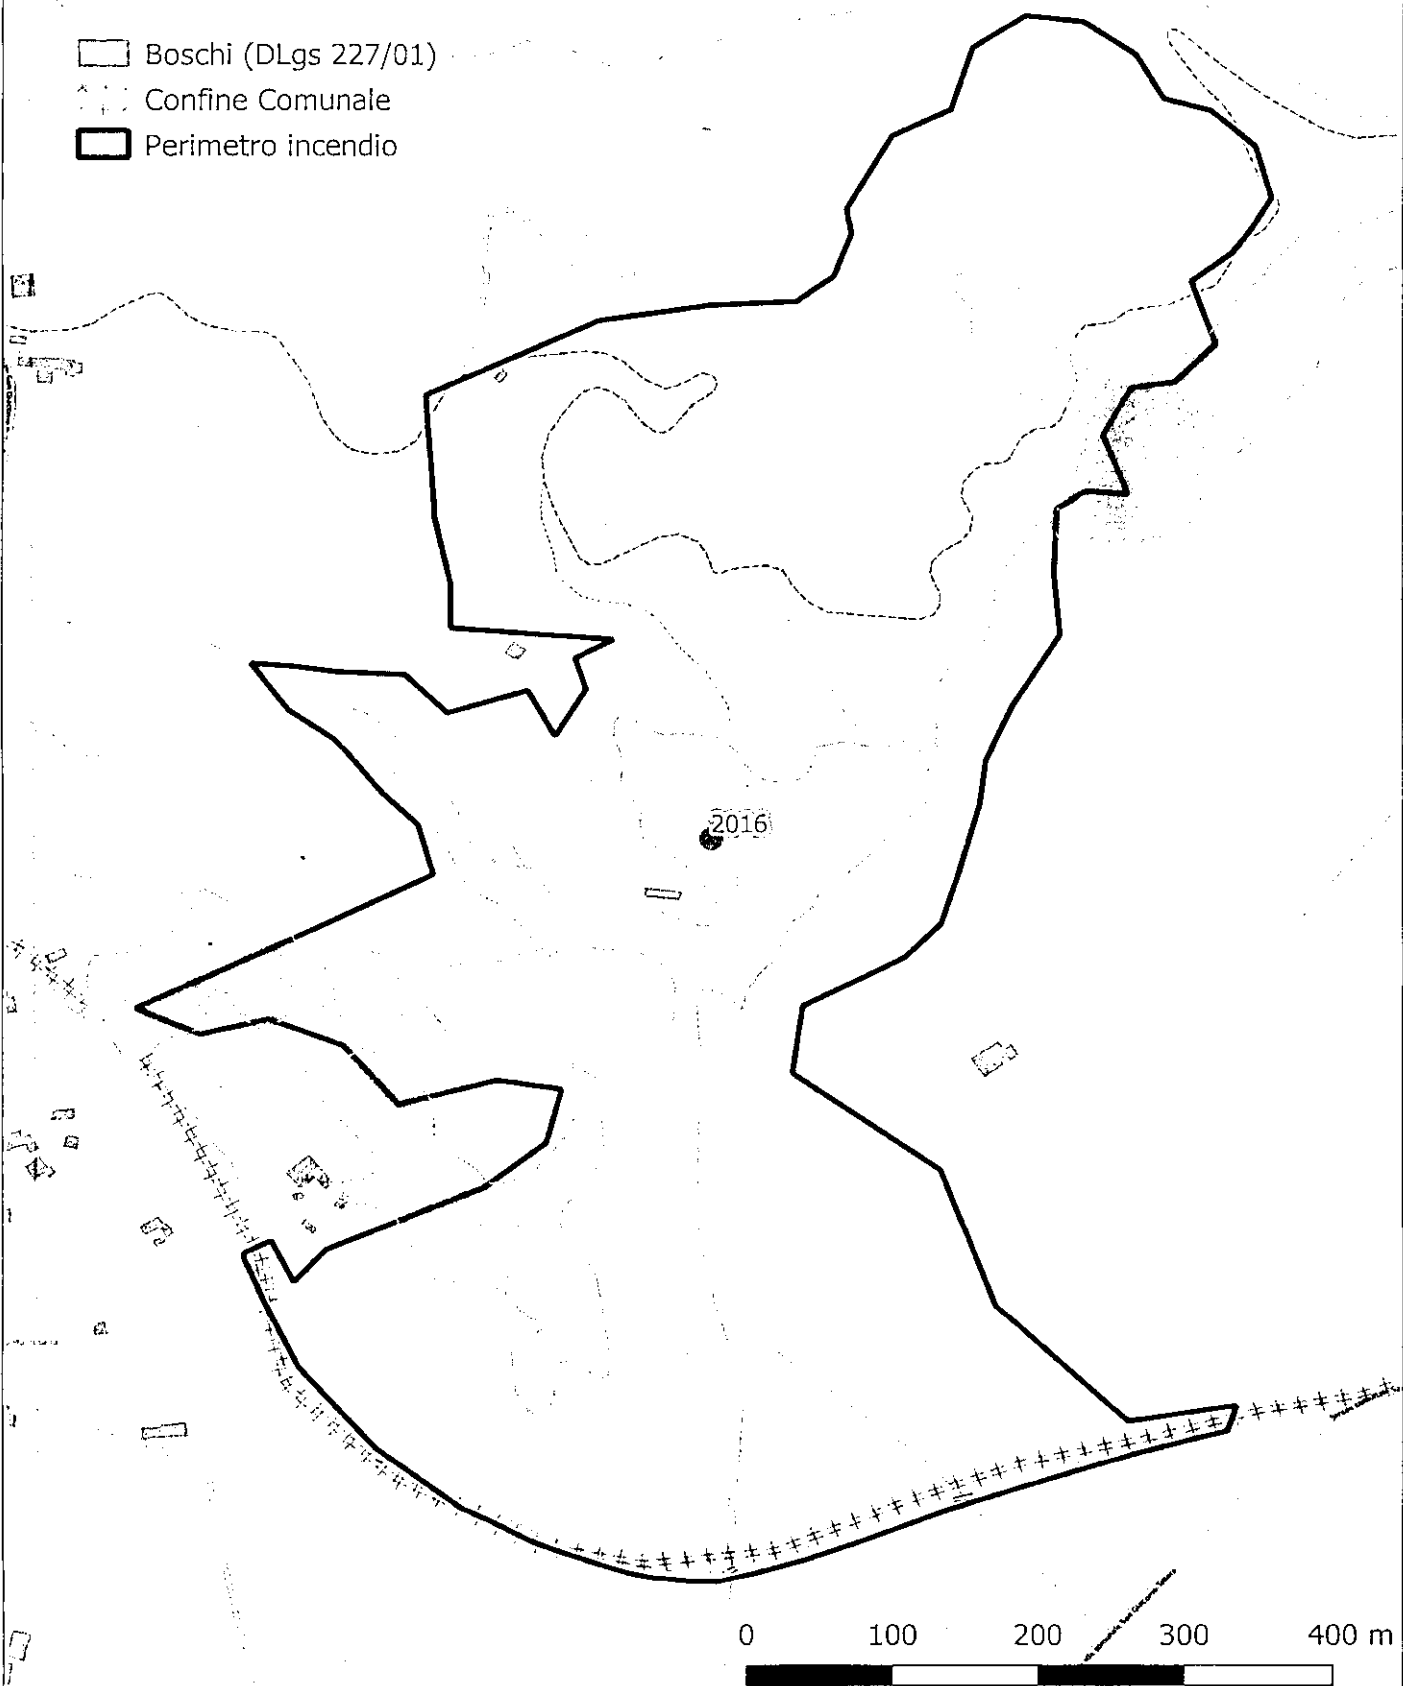 Boschi (DLgs 227/01)
Confine Comunale
Perimetro incendio
2016
0 100 200 300 400 m